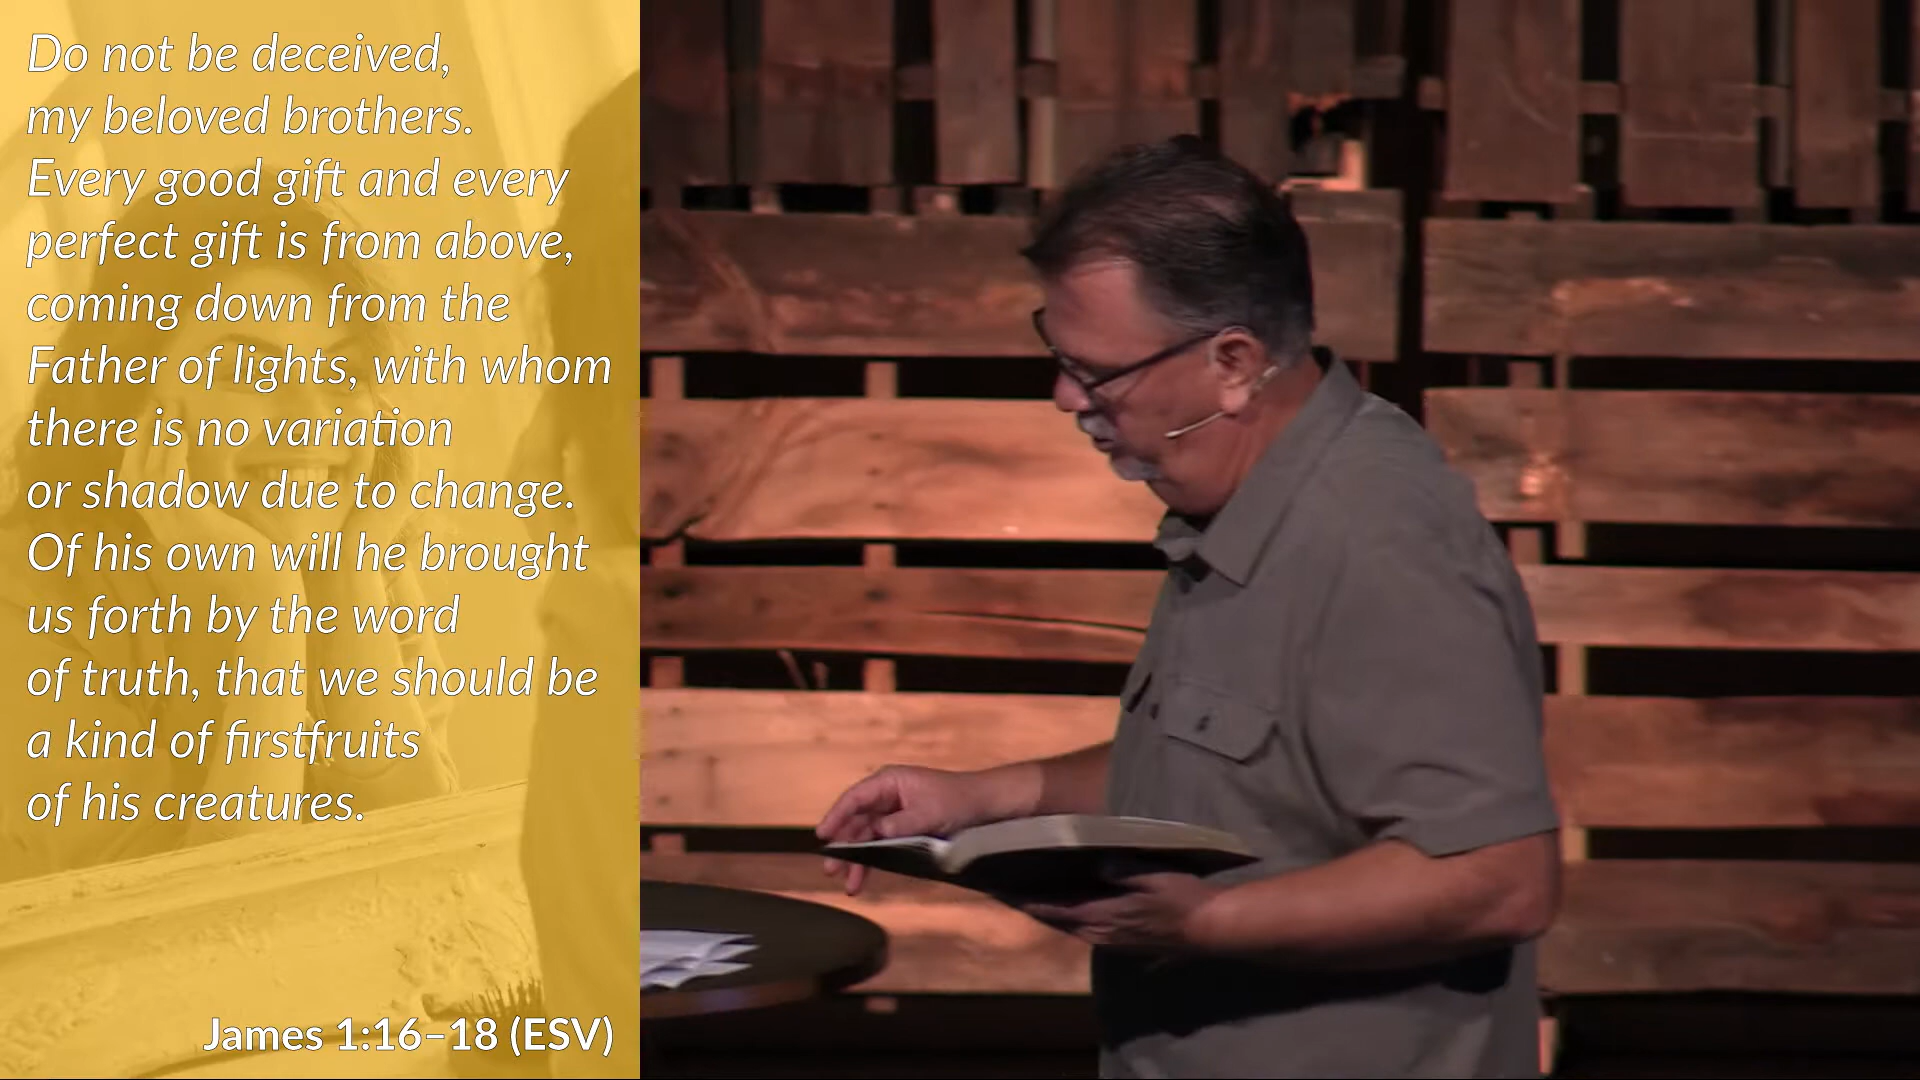 Do not be deceived,
my beloved brothers.
Every good gift and every
perfect gift is from above,
coming down from the
Father of lights, with whom
there is no variation
or shadow due to change.
Of his own will he brought
us forth by the word
of truth, that we should be
a kind of firstfruits
of his creatures.
James 1:16–18 (ESV)